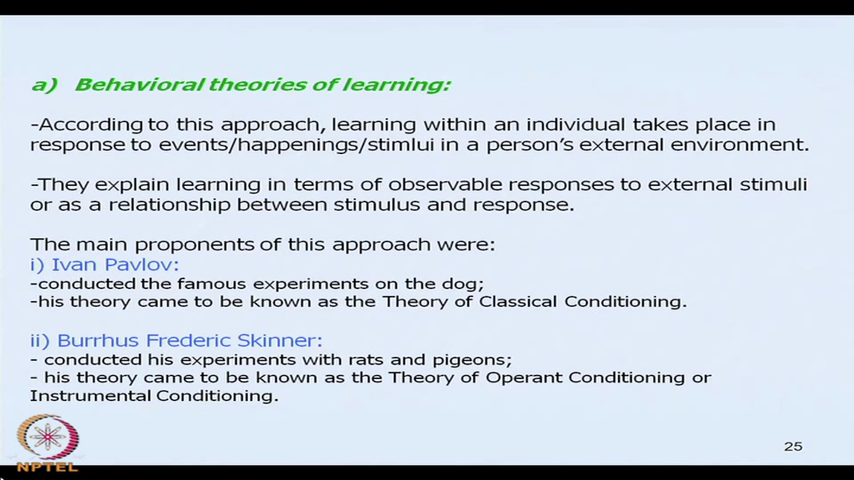 a) Behavioral theories of learning:
-According to this approach, learning within an individual takes place in
response to events/happenings/stimlui in a person's external environment.
-They explain learning in terms of observable responses to external stimuli
or as a relationship between stimulus and response.
The main proponents of this approach were:
i) Ivan Pavlov:
-conducted the famous experiments on the dog;
-his theory came to be known as the Theory of Classical Conditioning.
ii) Burrhus Frederic Skinner:
- conducted his experiments with rats and pigeons;
- his theory came to be known as the Theory of Operant Conditioning or
Instrumental Conditioning.
25
NPTEL